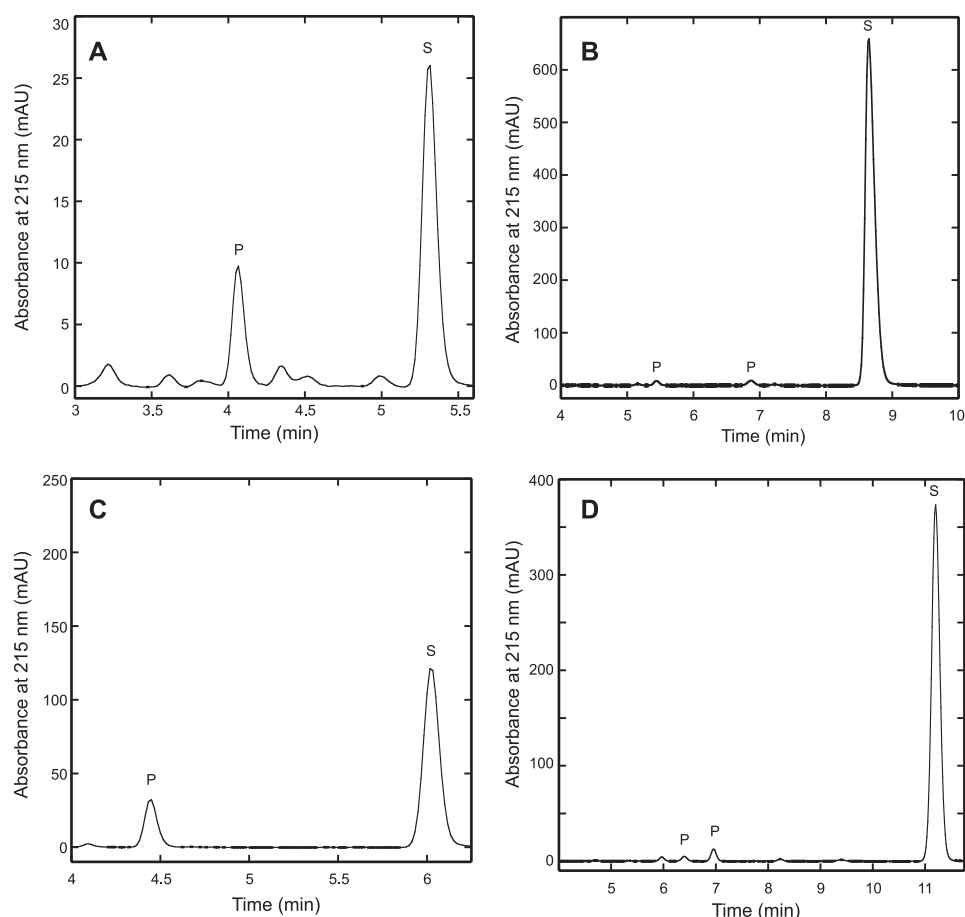 A
Absorbance at 215 nm (mAU)
30
25
20
15
10
5
0
P
S
3 3.5 4 4.5 5 5.5
Time (min)
B
Absorbance at 215 nm (mAU)
600
500
400
300
200
100
0
P
P
S
4 5 6 7 8 9 10
Time (min)
C
Absorbance at 215 nm (mAU)
250
200
150
100
50
0
P
S
4 4.5 5 5.5 6
Time (min)
D
Absorbance at 215 nm (mAU)
400
300
200
100
0
P
P
S
5 6 7 8 9 10 11
Time (min)